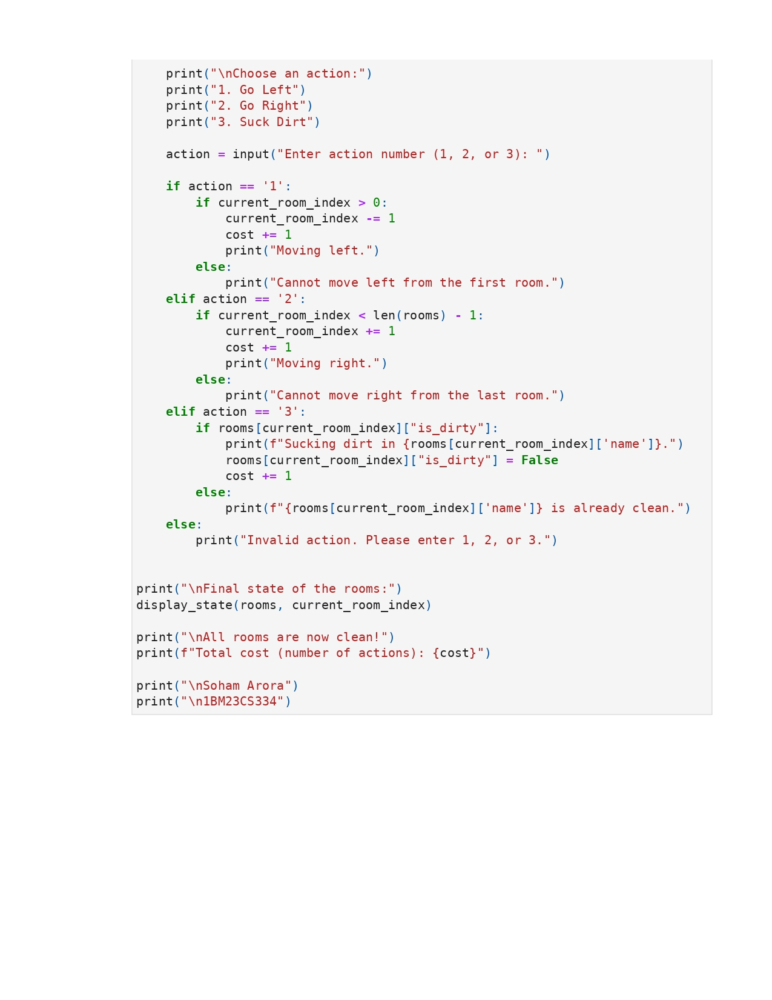 print("\nChoose an action:")
    print("1. Go Left")
    print("2. Go Right")
    print("3. Suck Dirt")

    action = input("Enter action number (1, 2, or 3): ")

    if action == '1':
        if current_room_index > 0:
            current_room_index -= 1
            cost += 1
            print("Moving left.")
        else:
            print("Cannot move left from the first room.")
    elif action == '2':
        if current_room_index < len(rooms) - 1:
            current_room_index += 1
            cost += 1
            print("Moving right.")
        else:
            print("Cannot move right from the last room.")
    elif action == '3':
        if rooms[current_room_index]["is_dirty"]:
            print(f"Sucking dirt in {rooms[current_room_index]['name']}.")
            rooms[current_room_index]["is_dirty"] = False
            cost += 1
        else:
            print(f"{rooms[current_room_index]['name']} is already clean.")
    else:
        print("Invalid action. Please enter 1, 2, or 3.")


print("\nFinal state of the rooms:")
display_state(rooms, current_room_index)

print("\nAll rooms are now clean!")
print(f"Total cost (number of actions): {cost}")

print("\nSoham Arora")
print("\n1BM23CS334")